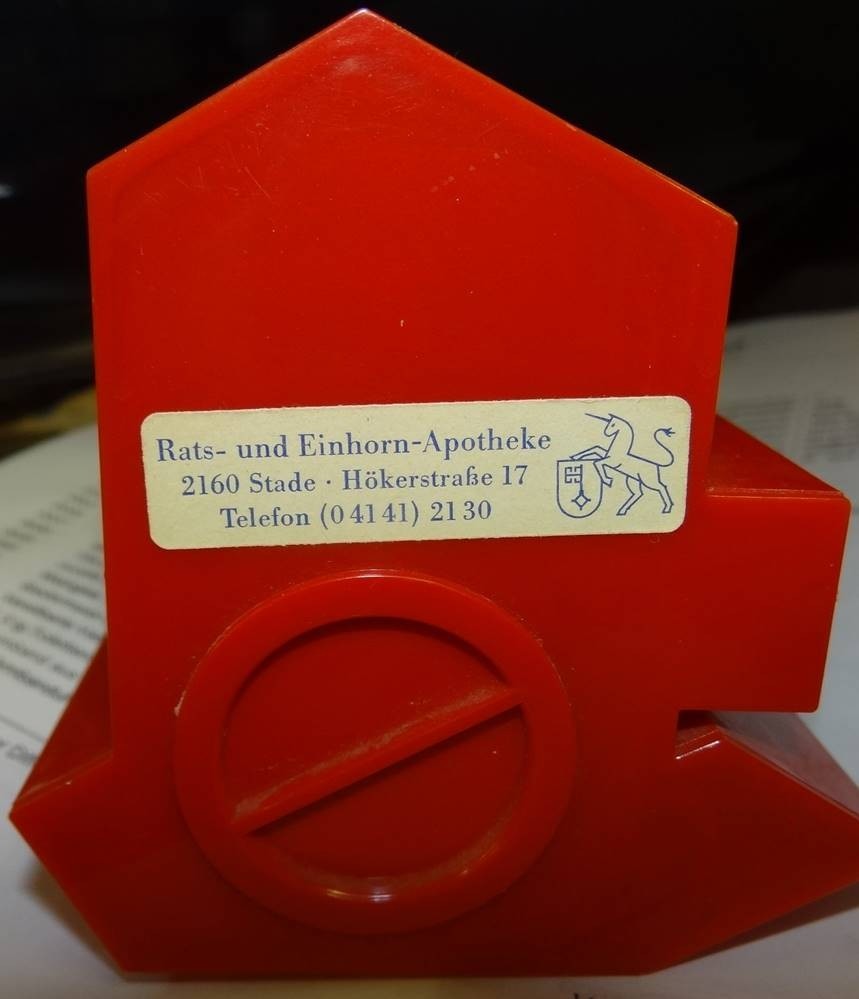 Rats- und Einhorn-Apotheke
2160 Stade · Hökerstraße 17
Telefon (0 41 41) 21 30